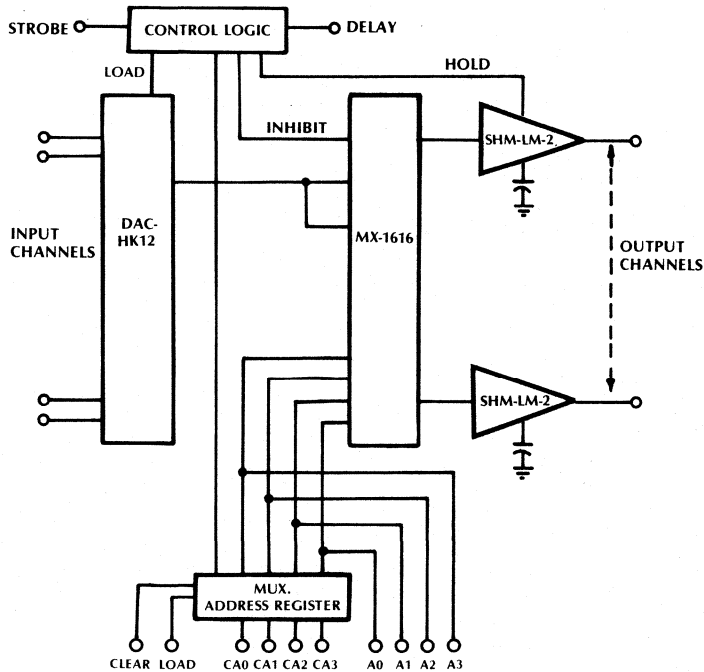 STROBE
CONTROL LOGIC
DELAY
LOAD
HOLD
INHIBIT
SHM-LM-2
DAC-
HK12
INPUT
CHANNELS
MX-1616
OUTPUT
CHANNELS
SHM-LM-2
MUX.
ADDRESS REGISTER
CLEAR LOAD CA0 CA1 CA2 CA3 A0 A1 A2 A3